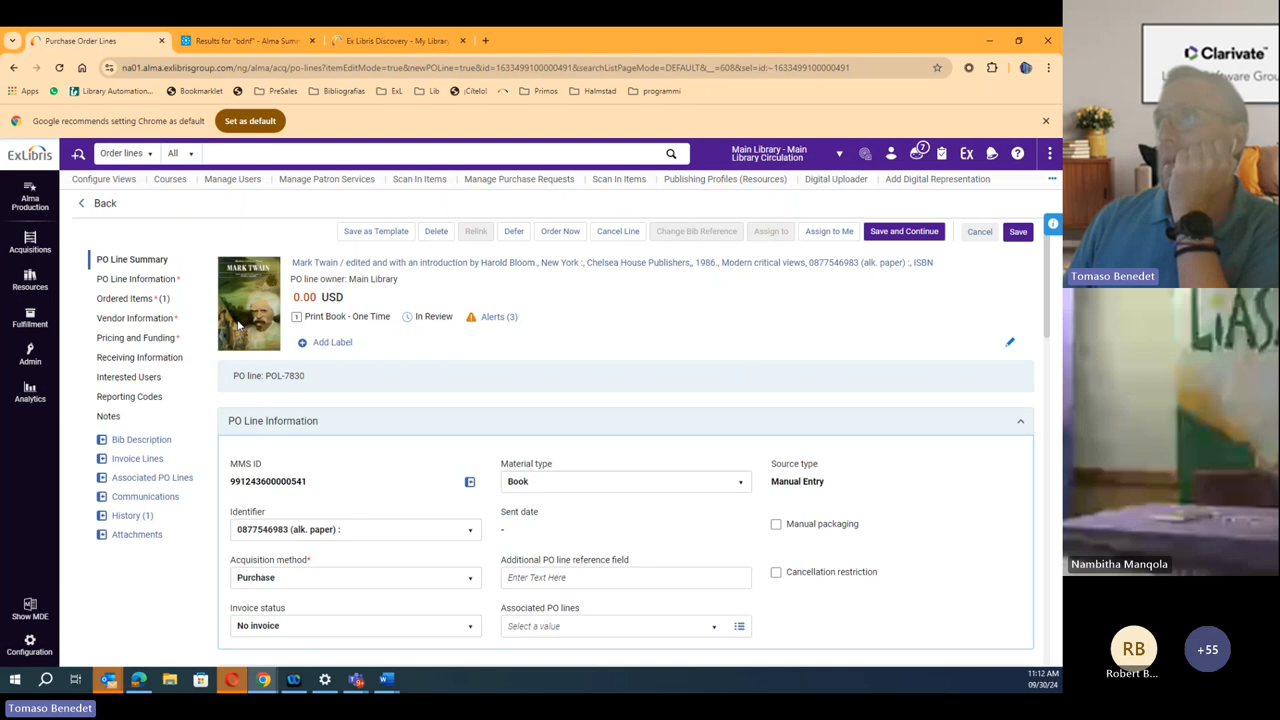 Purchase Order Lines
Results for "bdnf" - Alma Sum
Ex Libris Discovery - My Library
na01.alma.exlibrisgroup.com/ng/alma/acq/po-lines?itemEditMode=true&newPOLine=true&id=1633499100000491&searchListPageMode=DEFAULT&__=608&sel=id:~1633499100000491
Apps
Library Automation...
Bookmarklet
PreSales
Bibliografias
ExL
Lib
¡Cítelo!
Primos
Halmstad
programmi
Google recommends setting Chrome as default
Set as default
ExLibris
Order lines
All
Main Library - Main
Library Circulation
7
Ex
Configure Views
Courses
Manage Users
Manage Patron Services
Scan In Items
Manage Purchase Requests
Scan In Items
Publishing Profiles (Resources)
Digital Uploader
Add Digital Representation
Alma
Production
Acquisitions
Resources
Fulfillment
Admin
Analytics
Show MDE
Configuration
Back
Save as Template
Delete
Relink
Defer
Order Now
Cancel Line
Change Bib Reference
Assign to
Assign to Me
Save and Continue
Cancel
Save
PO Line Summary
PO Line Information*
Ordered Items*(1)
Vendor Information*
Pricing and Funding*
Receiving Information
Interested Users
Reporting Codes
Notes
Bib Description
Invoice Lines
Associated PO Lines
Communications
History (1)
Attachments
MARK TWAIN
Mark Twain / edited and with an introduction by Harold Bloom., New York :, Chelsea House Publishers,, 1986., Modern critical views, 0877546983 (alk. paper) :, ISBN
PO line owner: Main Library
0.00 USD
1 Print Book - One Time
In Review
Alerts (3)
Add Label
PO line: POL-7830
PO Line Information
MMS ID
991243600000541
Material type
Book
Source type
Manual Entry
Identifier
0877546983 (alk. paper) :
Sent date
-
Manual packaging
Acquisition method*
Purchase
Additional PO line reference field
Enter Text Here
Cancellation restriction
Invoice status
No invoice
Associated PO lines
Select a value
11:12 AM
09/30/24
Tomaso Benedet
Clarivate™
Tomaso Benedet
LiAS
Nambitha Manqola
RB
Robert B...
+55